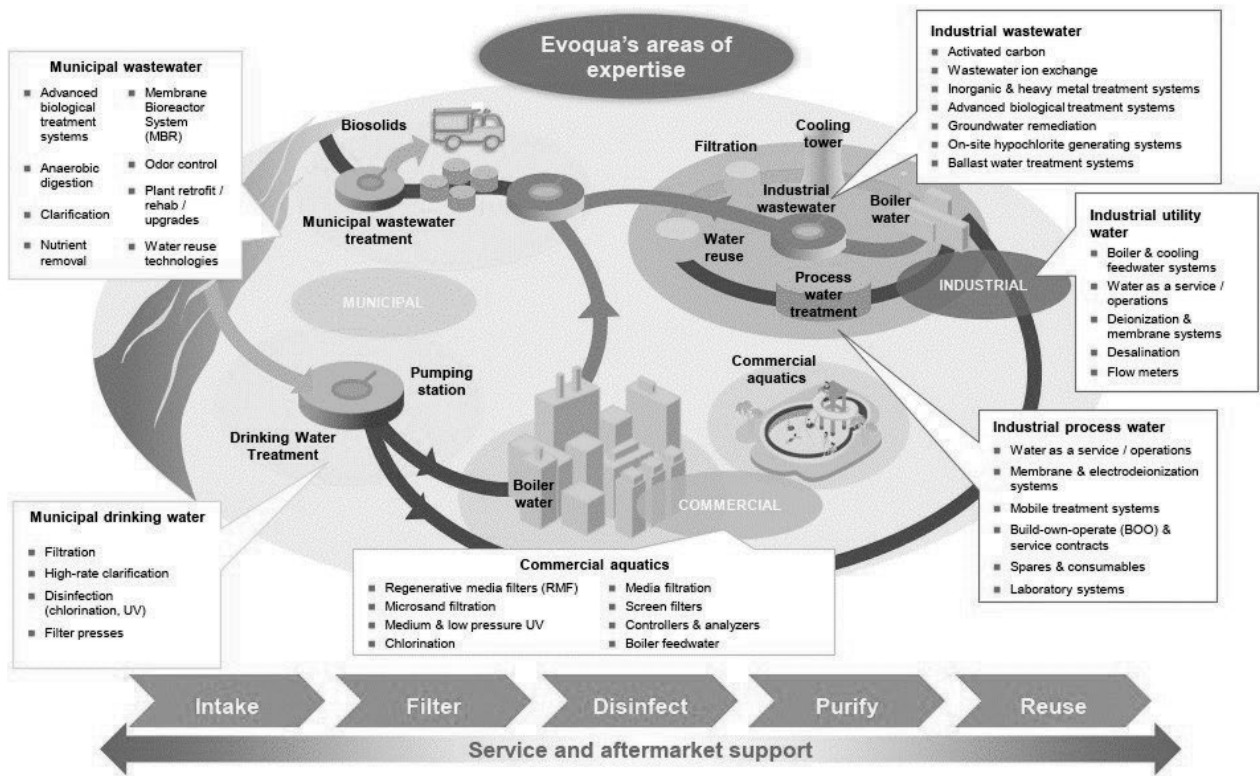 Evoqua's areas of
expertise
Municipal wastewater
Advanced
biological
treatment
systems
Anaerobic
digestion
Clarification
Nutrient
removal
Membrane
Bioreactor
System
(MBR)
Odor control
Plant retrofit /
rehab /
upgrades
Water reuse
technologies
Industrial wastewater
Activated carbon
Wastewater ion exchange
Inorganic & heavy metal treatment systems
Advanced biological treatment systems
Groundwater remediation
On-site hypochlorite generating systems
Ballast water treatment systems
Biosolids
Municipal wastewater
treatment
Filtration
Cooling
tower
Industrial
wastewater
Boiler
water
Water
reuse
Process
water
treatment
INDUSTRIAL
Industrial utility
water
Boiler & cooling
feedwater systems
Water as a service /
operations
Deionization &
membrane systems
Desalination
Flow meters
MUNICIPAL
Pumping
station
Drinking Water
Treatment
Commercial
aquatics
Boiler
water
COMMERCIAL
Industrial process water
Water as a service / operations
Membrane & electrodeionization
systems
Mobile treatment systems
Build-own-operate (BOO) &
service contracts
Spares & consumables
Laboratory systems
Municipal drinking water
Filtration
High-rate clarification
Disinfection
(chlorination, UV)
Filter presses
Commercial aquatics
Regenerative media filters (RMF)
Microsand filtration
Medium & low pressure UV
Chlorination
Media filtration
Screen filters
Controllers & analyzers
Boiler feedwater
Intake
Filter
Disinfect
Purify
Reuse
Service and aftermarket support